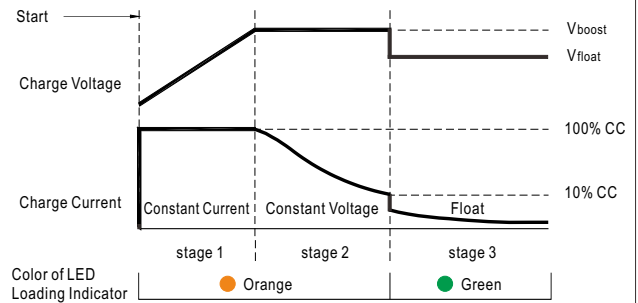 Start
Vboost
Vfloat
Charge Voltage
100% CC
10% CC
Charge Current
Constant Current
Constant Voltage
Float
stage 1
stage 2
stage 3
Color of LED
Loading Indicator
Orange
Green